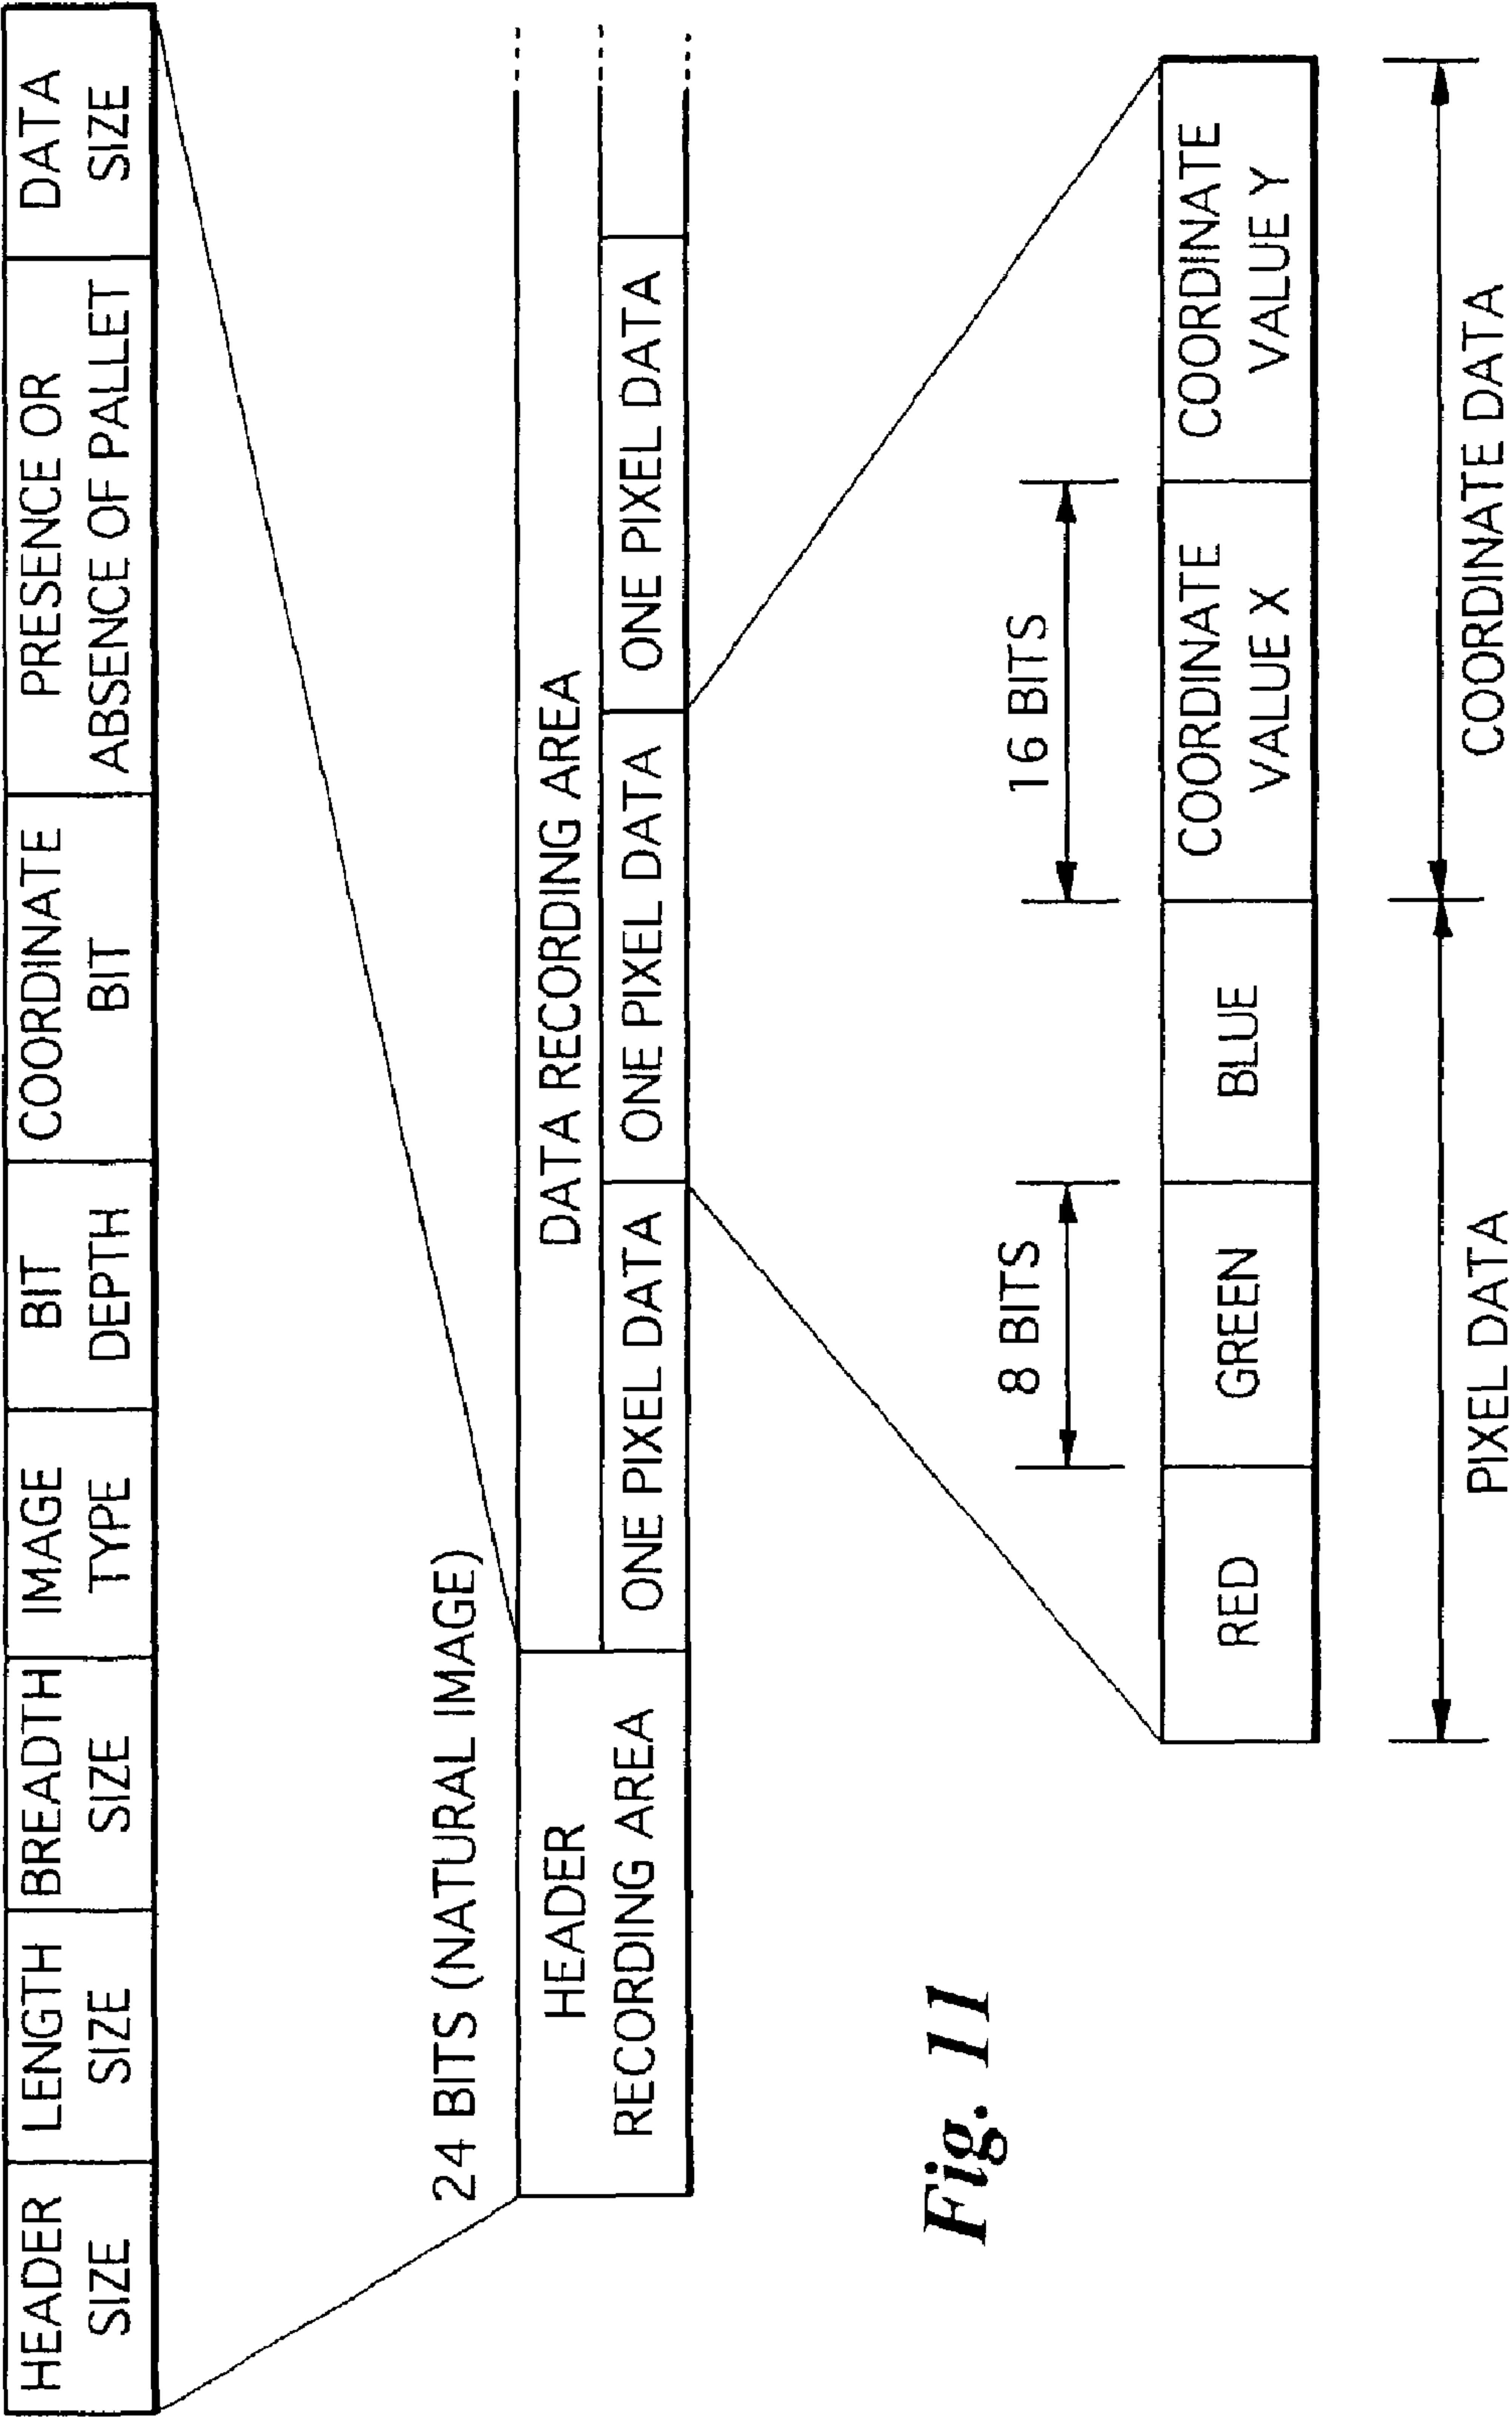 HEADER
SIZE
LENGTH
SIZE
BREADTH
SIZE
IMAGE
TYPE
BIT
DEPTH
COORDINATE
BIT
PRESENCE OR
ABSENCE OF PALLET
DATA
SIZE
24 BITS (NATURAL IMAGE)
HEADER
RECORDING AREA
DATA RECORDING AREA
ONE PIXEL DATA
ONE PIXEL DATA
ONE PIXEL DATA
Fig. 11
8 BITS
16 BITS
RED
GREEN
BLUE
COORDINATE
VALUE X
COORDINATE
VALUE Y
PIXEL DATA
COORDINATE DATA